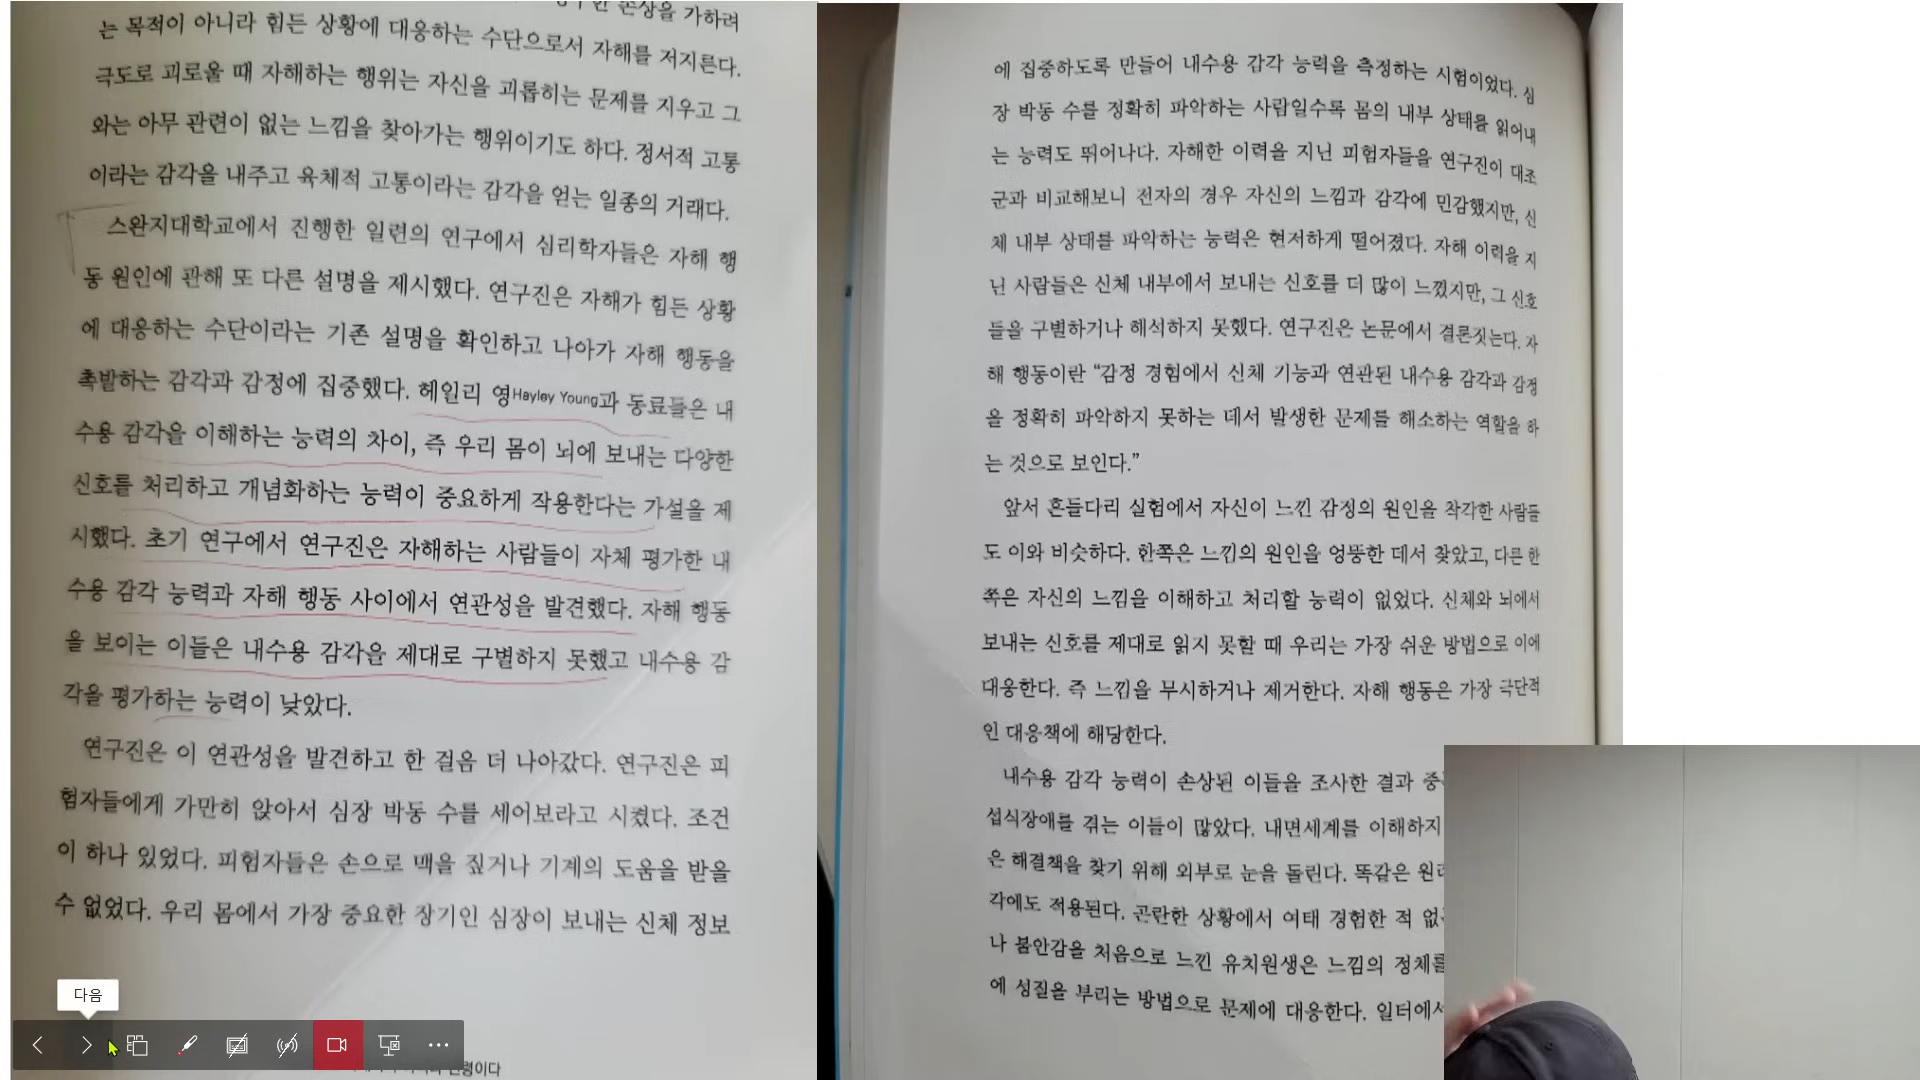 손상을 가하려
는 목적이 아니라 힘든 상황에 대응하는 수단으로서 자해를 저지른다.
극도로 괴로울 때 자해하는 행위는 자신을 괴롭히는 문제를 지우고 그
와는 아무 관련이 없는 느낌을 찾아가는 행위이기도 하다. 정서적 고통
이라는 감각을 내주고 육체적 고통이라는 감각을 얻는 일종의 거래다.
스완지대학교에서 진행한 일련의 연구에서 심리학자들은 자해 행
동 원인에 관해 또 다른 설명을 제시했다. 연구진은 자해가 힘든 상황
에 대응하는 수단이라는 기존 설명을 확인하고 나아가 자해 행동을
촉발하는 감각과 감정에 집중했다. 헤일리 영Hayley Young과 동료들은 내
수용 감각을 이해하는 능력의 차이, 즉 우리 몸이 뇌에 보내는 다양한
신호를 처리하고 개념화하는 능력이 중요하게 작용한다는 가설을 제
시했다. 초기 연구에서 연구진은 자해하는 사람들이 자체 평가한 내
수용 감각 능력과 자해 행동 사이에서 연관성을 발견했다. 자해 행동
을 보이는 이들은 내수용 감각을 제대로 구별하지 못했고 내수용 감
각을 평가하는 능력이 낮았다.
연구진은 이 연관성을 발견하고 한 걸음 더 나아갔다. 연구진은 피
험자들에게 가만히 앉아서 심장 박동 수를 세어보라고 시켰다. 조건
이 하나 있었다. 피험자들은 손으로 맥을 짚거나 기계의 도움을 받을
수 없었다. 우리 몸에서 가장 중요한 장기인 심장이 보내는 신체 정보
다음
에 집중하도록 만들어 내수용 감각 능력을 측정하는 시험이었다. 심
장 박동 수를 정확히 파악하는 사람일수록 몸의 내부 상태를 읽어내
는 능력도 뛰어나다. 자해한 이력을 지닌 피험자들을 연구진이 대조
군과 비교해보니 전자의 경우 자신의 느낌과 감각에 민감했지만, 신
체 내부 상태를 파악하는 능력은 현저하게 떨어졌다. 자해 이력을 지
닌 사람들은 신체 내부에서 보내는 신호를 더 많이 느꼈지만, 그 신호
들을 구별하거나 해석하지 못했다. 연구진은 논문에서 결론짓는다. 자
해 행동이란 “감정 경험에서 신체 기능과 연관된 내수용 감각과 감정
을 정확히 파악하지 못하는 데서 발생한 문제를 해소하는 역할을 하
는 것으로 보인다.”
앞서 흔들다리 실험에서 자신이 느낀 감정의 원인을 착각한 사람들
도 이와 비슷하다. 한쪽은 느낌의 원인을 엉뚱한 데서 찾았고, 다른 한
쪽은 자신의 느낌을 이해하고 처리할 능력이 없었다. 신체와 뇌에서
보내는 신호를 제대로 읽지 못할 때 우리는 가장 쉬운 방법으로 이에
대응한다. 즉 느낌을 무시하거나 제거한다. 자해 행동은 가장 극단적
인 대응책에 해당한다.
내수용 감각 능력이 손상된 이들을 조사한 결과
섭식장애를 겪는 이들이 많았다. 내면세계를 이해하지
은 해결책을 찾기 위해 외부로 눈을 돌린다. 똑같은
각에도 적용된다. 곤란한 상황에서 여태 경험한 적
나 불안감을 처음으로 느낀 유치원생은 느낌의 정체를
에 성질을 부리는 방법으로 문제에 대응한다. 일터에서